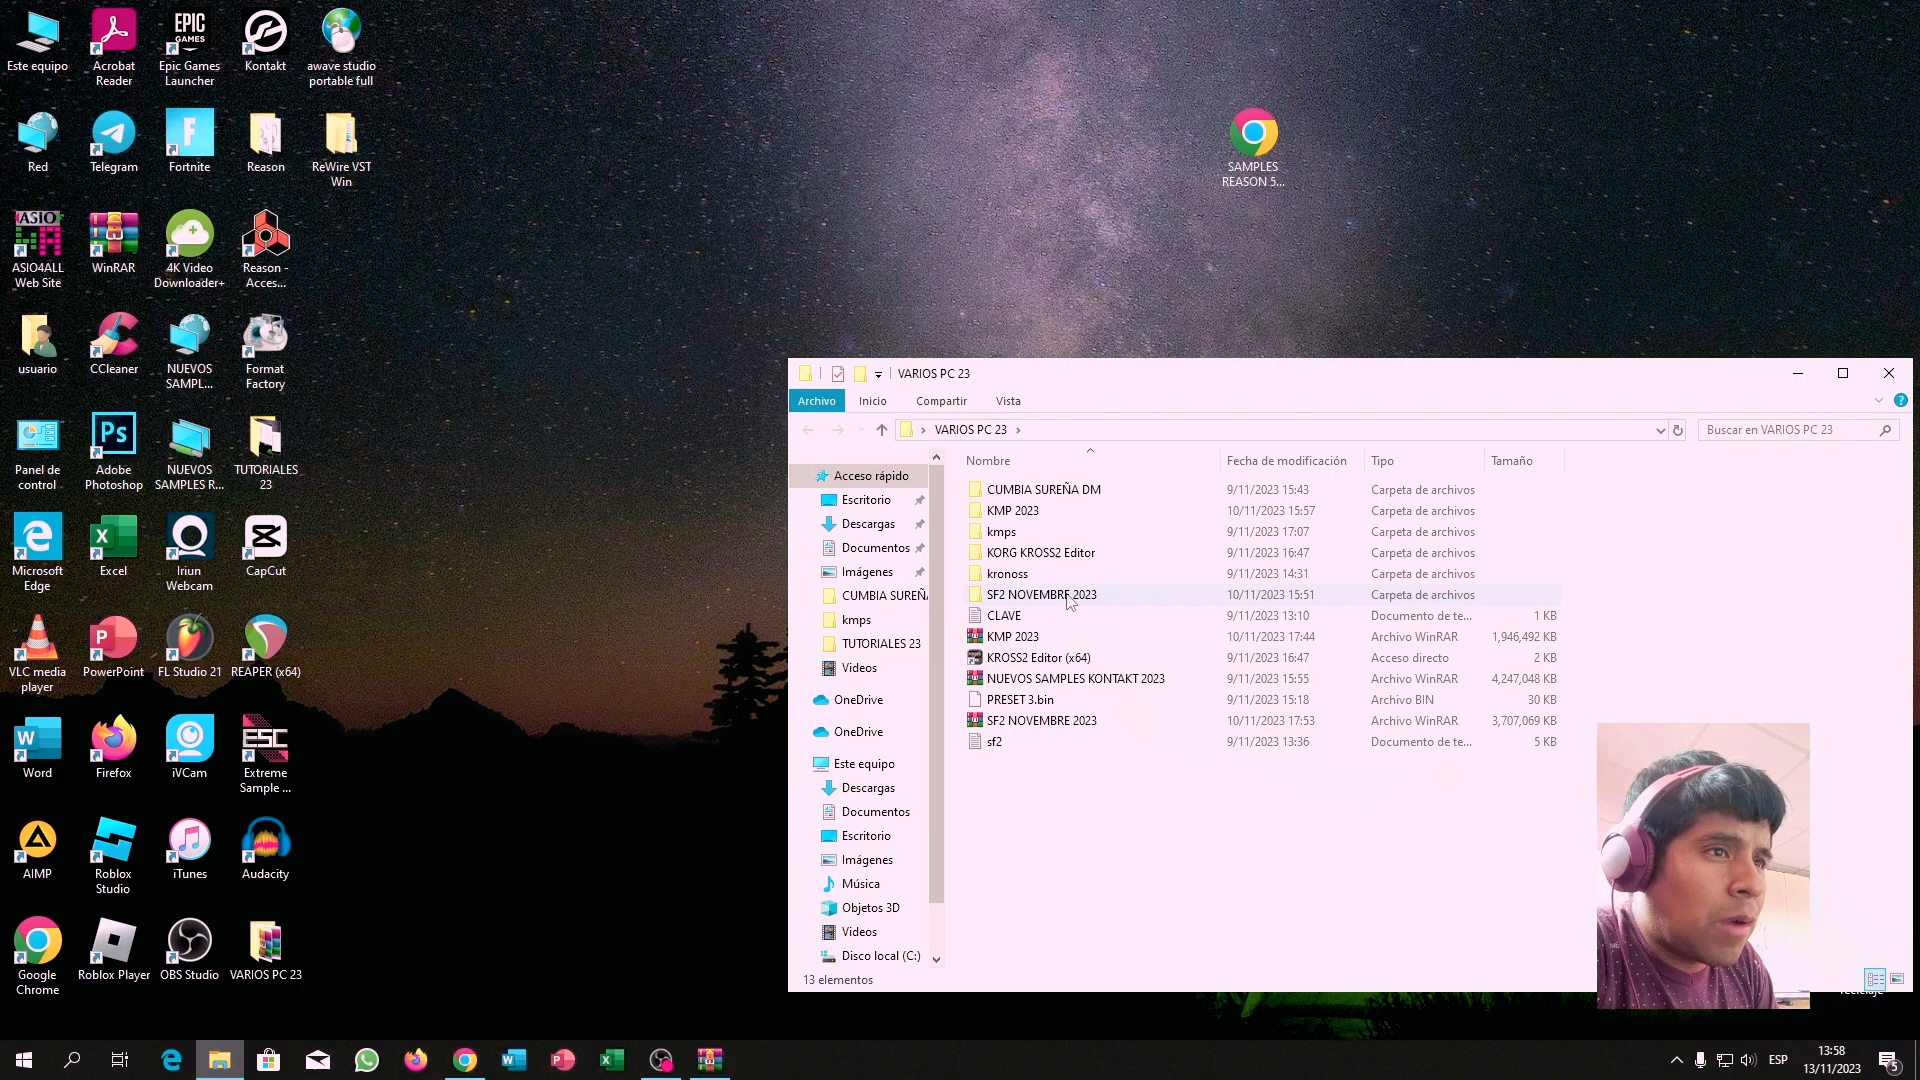 Este equipo
Acrobat
Reader
EPIC
GAMES
Epic Games
Launcher
Kontakt
awave studio
portable full
Red
Telegram
Fortnite
Reason
ReWire VST
Win
SAMPLES
REASON 5...
ASIO
ASIO4ALL
Web Site
WinRAR
4K Video
Downloader+
Reason -
Acces...
usuario
CCleaner
NUEVOS
SAMPL...
Format
Factory
Panel de
control
Ps
Adobe
Photoshop
NUEVOS
SAMPLES R...
TUTORIALES
23
Microsoft
Edge
Excel
Iriun
Webcam
CapCut
VLC media
player
PowerPoint
FL Studio 21
REAPER (x64)
Word
Firefox
iVCam
ESC
Extreme
Sample ...
AIMP
Roblox
Studio
iTunes
Audacity
Google
Chrome
Roblox Player
OBS Studio
VARIOS PC 23
VARIOS PC 23
Archivo Inicio Compartir Vista
VARIOS PC 23
Buscar en VARIOS PC 23
Nombre Fecha de modificación Tipo Tamaño
Acceso rápido
Escritorio
Descargas
Documentos
Imágenes
CUMBIA SUREÑA
kmps
TUTORIALES 23
Videos
OneDrive
OneDrive
Este equipo
Descargas
Documentos
Escritorio
Imágenes
Música
Objetos 3D
Videos
Disco local (C:)
CUMBIA SUREÑA DM 9/11/2023 15:43 Carpeta de archivos
KMP 2023 10/11/2023 15:57 Carpeta de archivos
kmps 9/11/2023 17:07 Carpeta de archivos
KORG KROSS2 Editor 9/11/2023 16:47 Carpeta de archivos
kronoss 9/11/2023 14:31 Carpeta de archivos
SF2 NOVEMBRE 2023 10/11/2023 15:51 Carpeta de archivos
CLAVE 9/11/2023 13:10 Documento de te... 1 KB
KMP 2023 10/11/2023 17:44 Archivo WinRAR 1,946,492 KB
KROSS2 Editor (x64) 9/11/2023 16:47 Acceso directo 2 KB
NUEVOS SAMPLES KONTAKT 2023 9/11/2023 15:55 Archivo WinRAR 4,247,048 KB
PRESET 3.bin 9/11/2023 15:18 Archivo BIN 30 KB
SF2 NOVEMBRE 2023 10/11/2023 17:53 Archivo WinRAR 3,707,069 KB
sf2 9/11/2023 13:36 Documento de te... 5 KB
13 elementos
ESP
13:58
13/11/2023
5